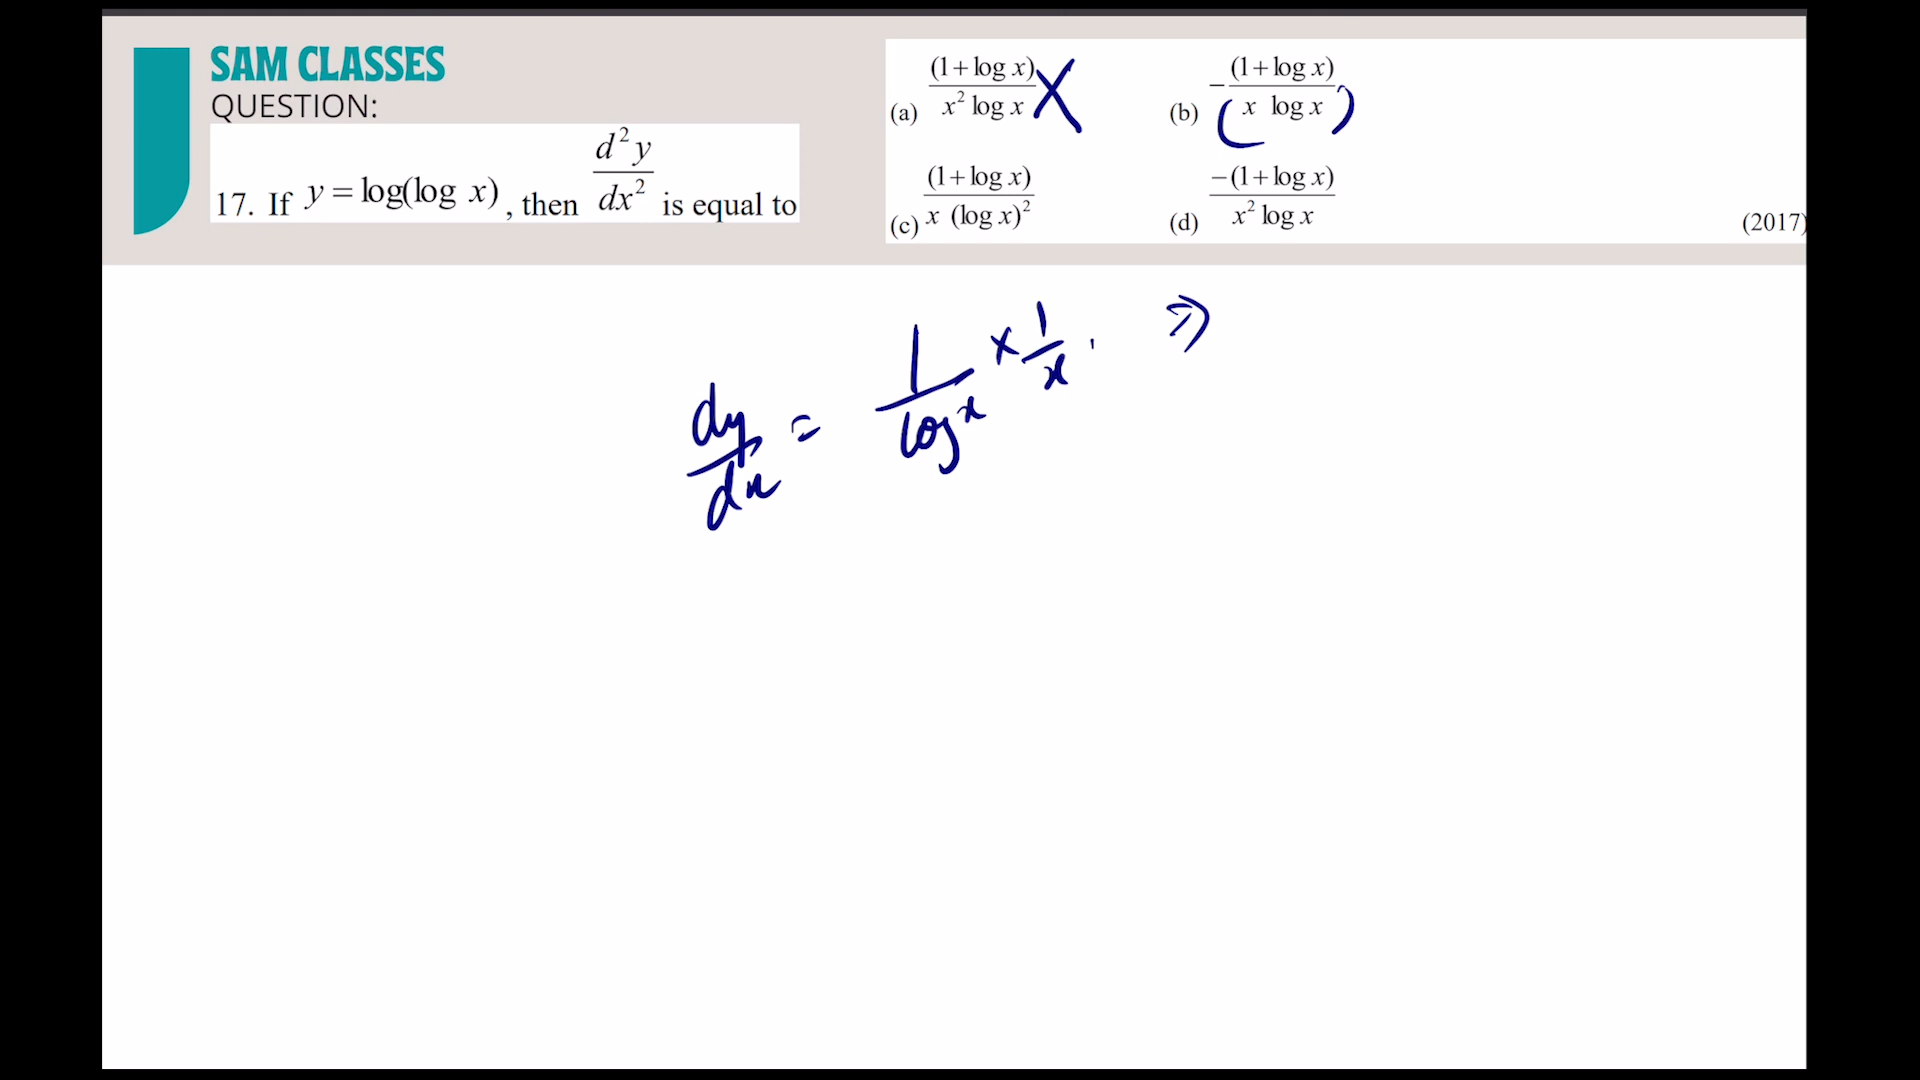 SAM CLASSES
QUESTION:
17. If y = log(log x), then d²y/dx² is equal to
(a) (1+log x)/x² log x X
(b) -(1+log x)/(x log x)
(c) (1+log x)/x (log x)²
(d) -(1+log x)/x² log x
(2017)
dy/dx = 1/log x × 1/x . ⇒